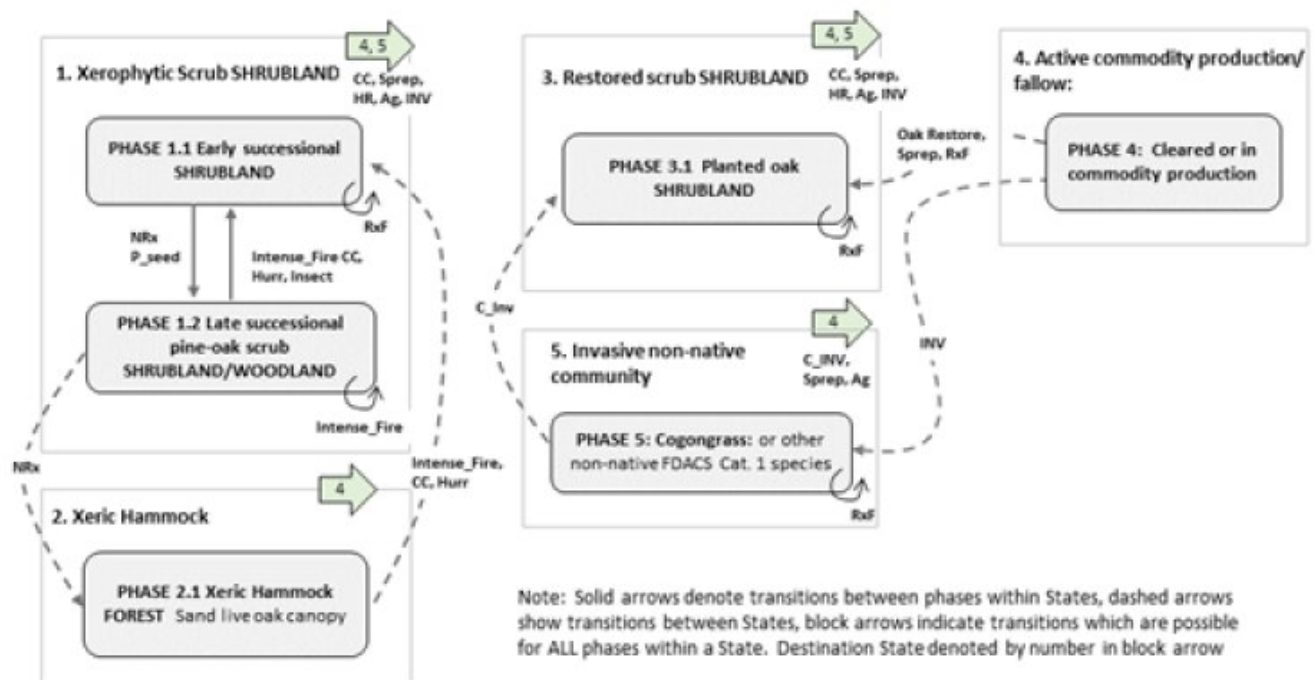 4, 5
1. Xerophytic Scrub SHRUBLAND
CC, Sprep,
HR, Ag, INV
PHASE 1.1 Early successional
SHRUBLAND
RxF
NRx
P_seed
Intense_Fire CC,
Hurr, Insect
PHASE 1.2 Late successional
pine-oak scrub
SHRUBLAND/WOODLAND
Intense_Fire
NRx
Intense_Fire,
CC, Hurr
4
2. Xeric Hammock
PHASE 2.1 Xeric Hammock
FOREST Sand live oak canopy
4, 5
3. Restored scrub SHRUBLAND
CC, Sprep,
HR, Ag, INV
PHASE 3.1 Planted oak
SHRUBLAND
RxF
Oak Restore,
Sprep, RxF
4. Active commodity production/
fallow:
PHASE 4: Cleared or in
commodity production
C_Inv
INV
4
5. Invasive non-native
community
C_INV,
Sprep, Ag
PHASE 5: Cogongrass: or other
non-native FDACS Cat. 1 species
RxF
Note: Solid arrows denote transitions between phases within States, dashed arrows
show transitions between States, block arrows indicate transitions which are possible
for ALL phases within a State. Destination State denoted by number in block arrow